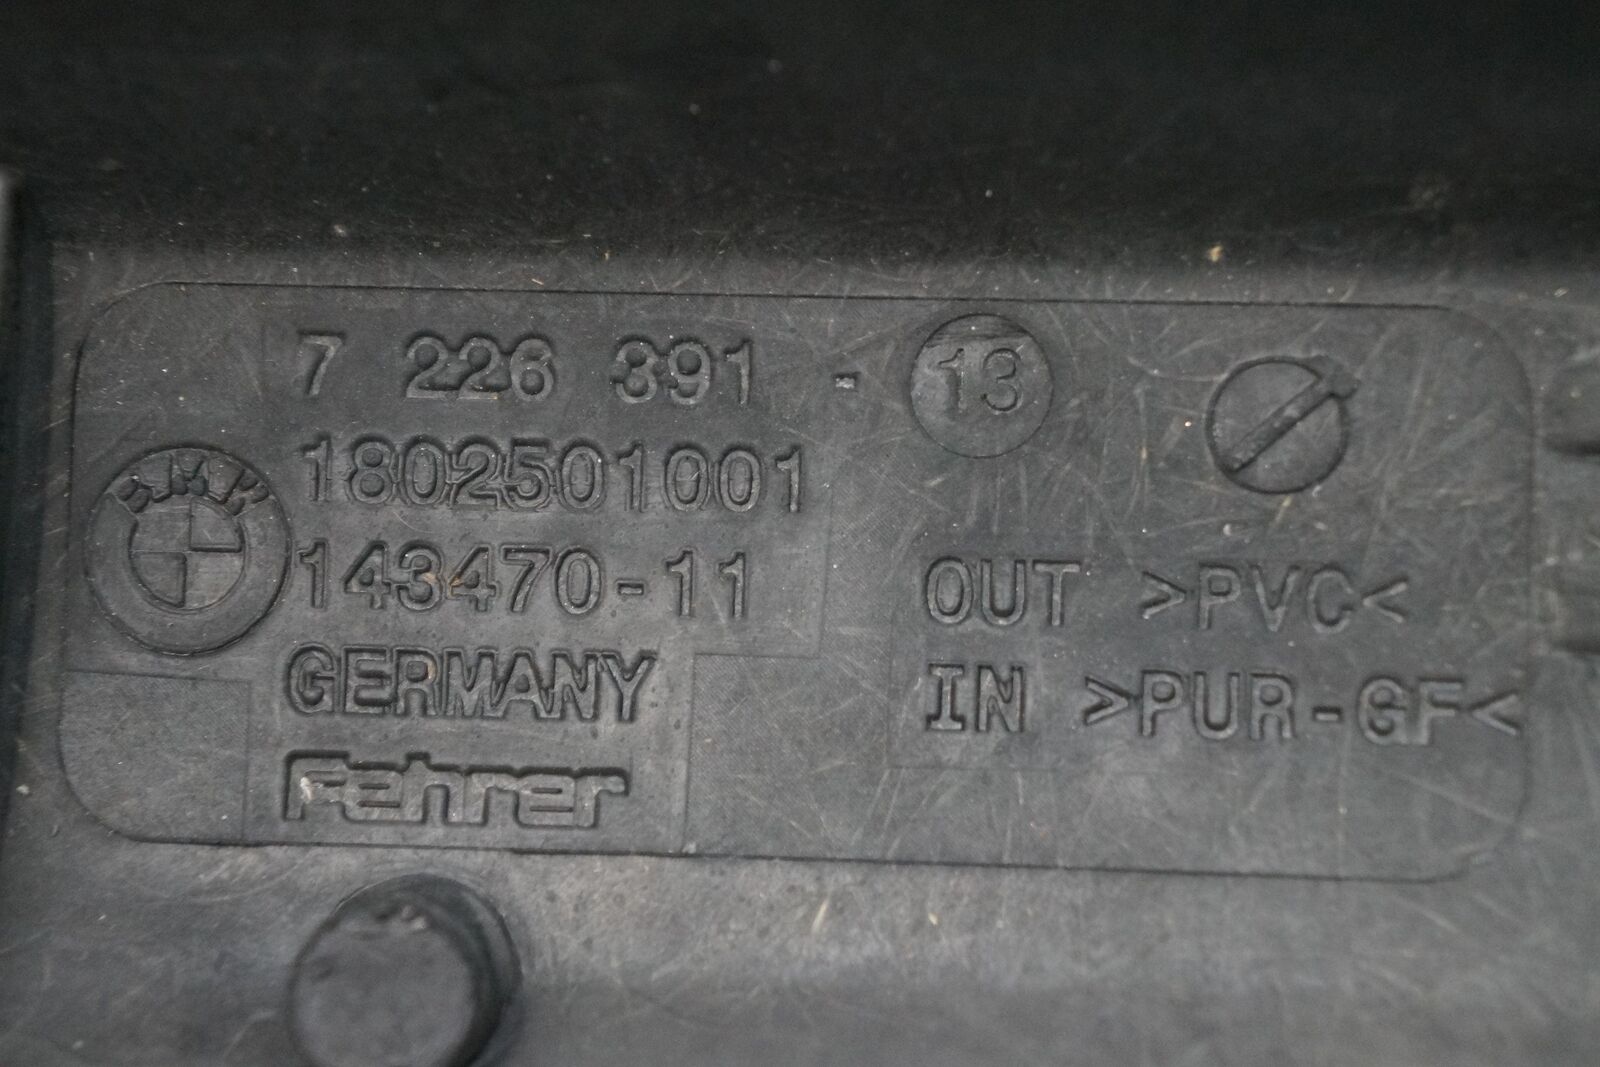 7 226 391 - 13
BMW
1802501001
143470-11
GERMANY
Fehrer
OUT >PVC<
IN >PUR-GF<